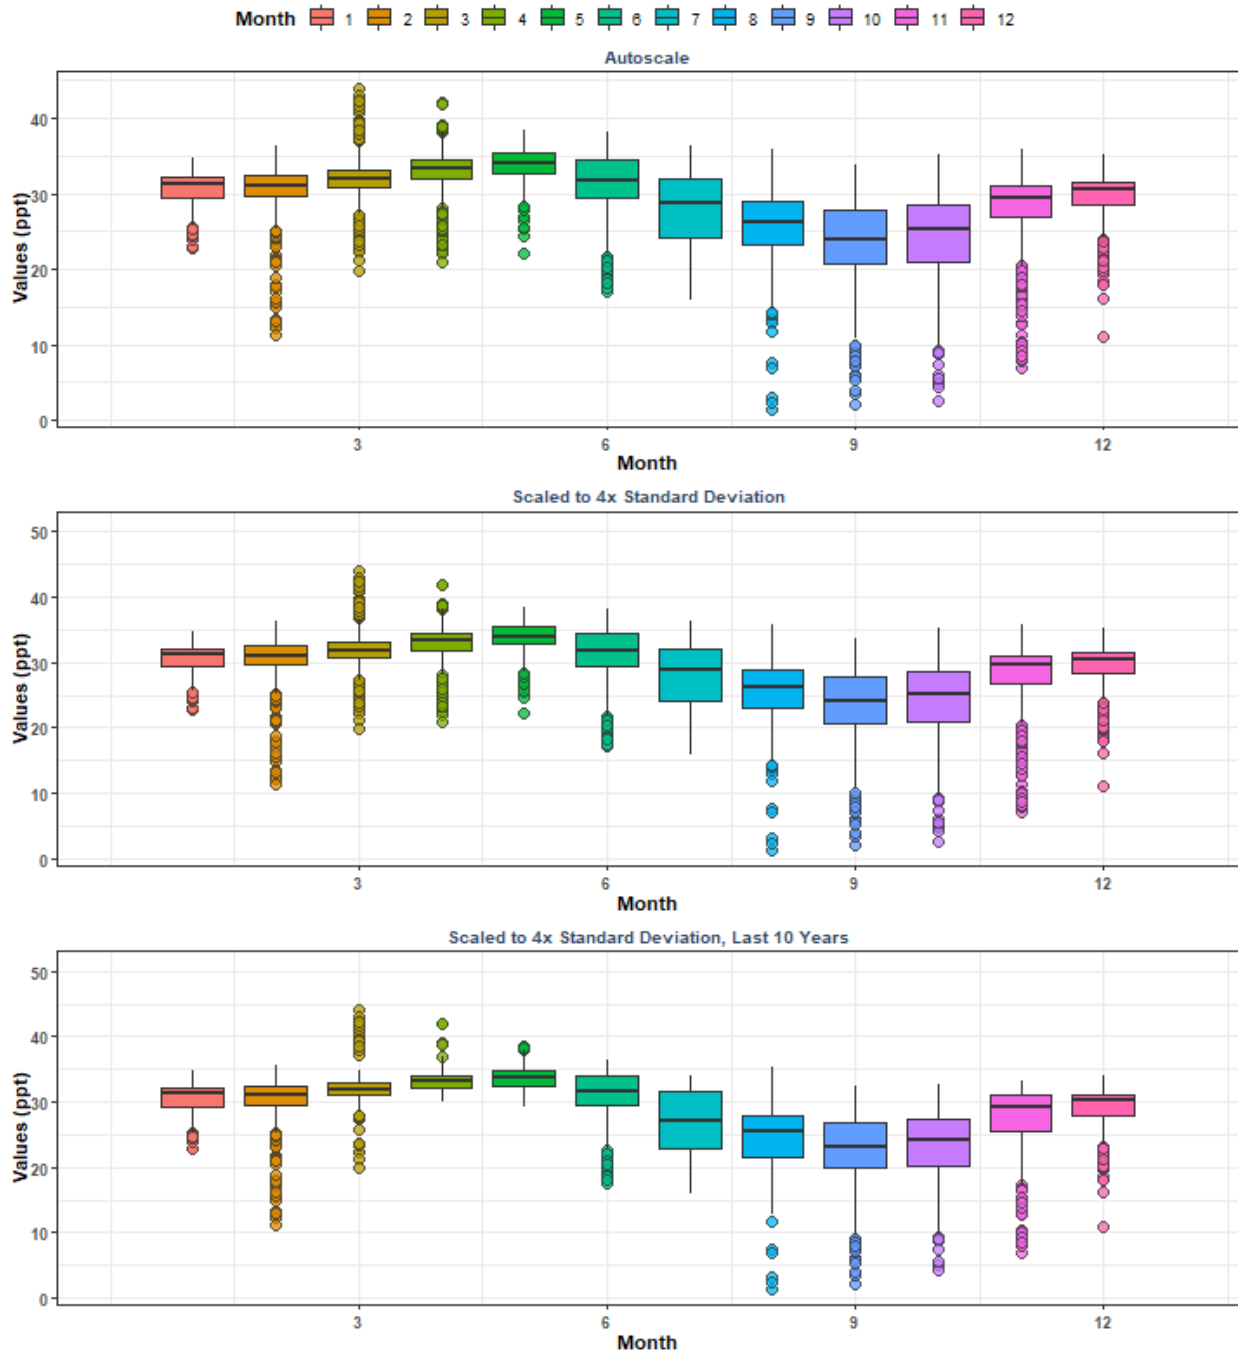 Month 1 2 3 4 5 6 7 8 9 10 11 12
Autoscale
Values (ppt)
40
30
20
10
0
3 6 9 12
Month
Scaled to 4x Standard Deviation
Values (ppt)
50
40
30
20
10
0
3 6 9 12
Month
Scaled to 4x Standard Deviation, Last 10 Years
Values (ppt)
50
40
30
20
10
0
3 6 9 12
Month